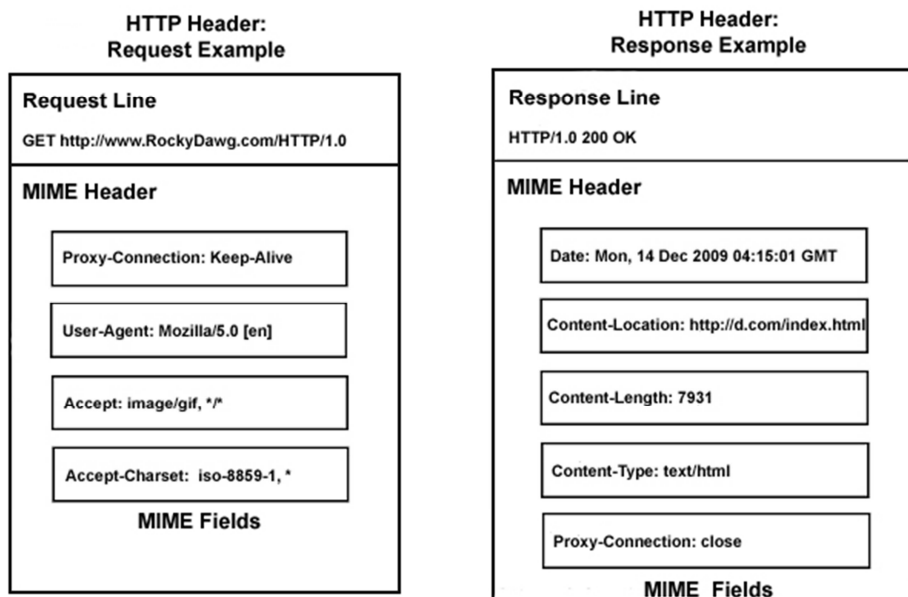 HTTP Header:
Request Example
Request Line
GET http://www.RockyDawg.com/HTTP/1.0
MIME Header
Proxy-Connection: Keep-Alive
User-Agent: Mozilla/5.0 [en]
Accept: image/gif, */*
Accept-Charset: iso-8859-1, *
MIME Fields
HTTP Header:
Response Example
Response Line
HTTP/1.0 200 OK
MIME Header
Date: Mon, 14 Dec 2009 04:15:01 GMT
Content-Location: http://d.com/index.html
Content-Length: 7931
Content-Type: text/html
Proxy-Connection: close
MIME Fields